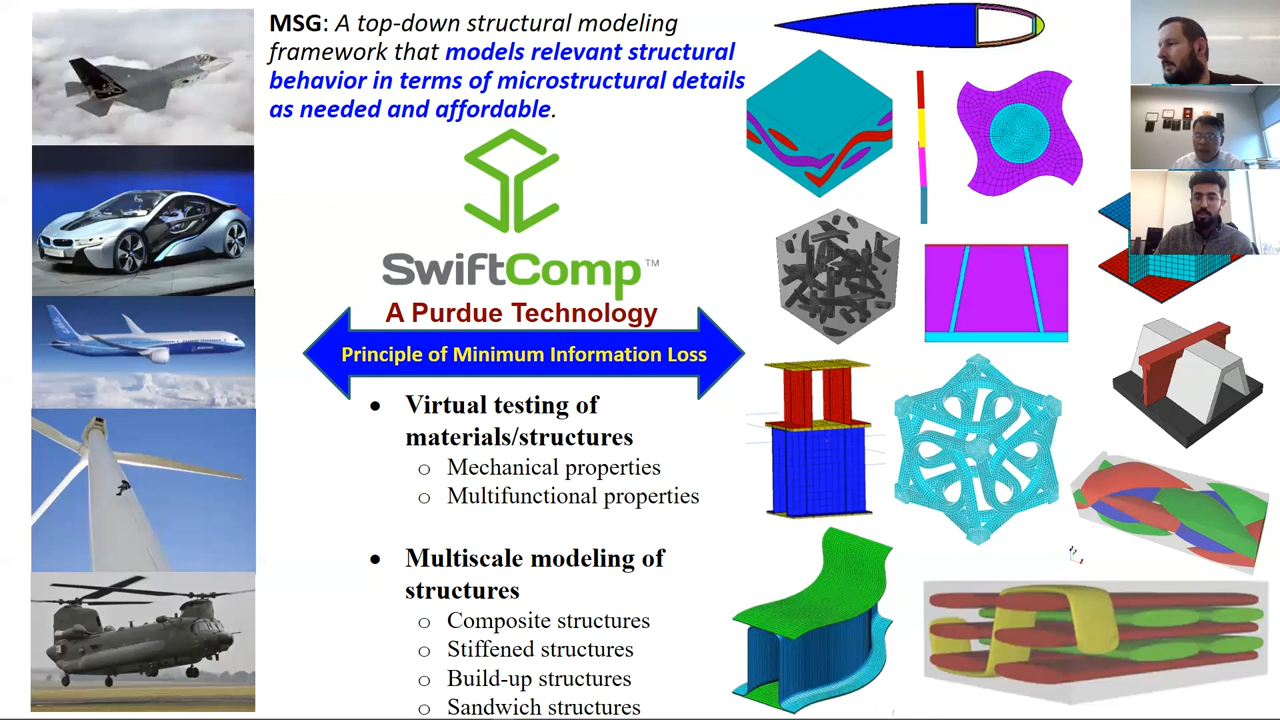 MSG: A top-down structural modeling
framework that models relevant structural
behavior in terms of microstructural details
as needed and affordable.
SwiftComp™
A Purdue Technology
Principle of Minimum Information Loss
• Virtual testing of
materials/structures
o Mechanical properties
o Multifunctional properties
• Multiscale modeling of
structures
o Composite structures
o Stiffened structures
o Build-up structures
o Sandwich structures